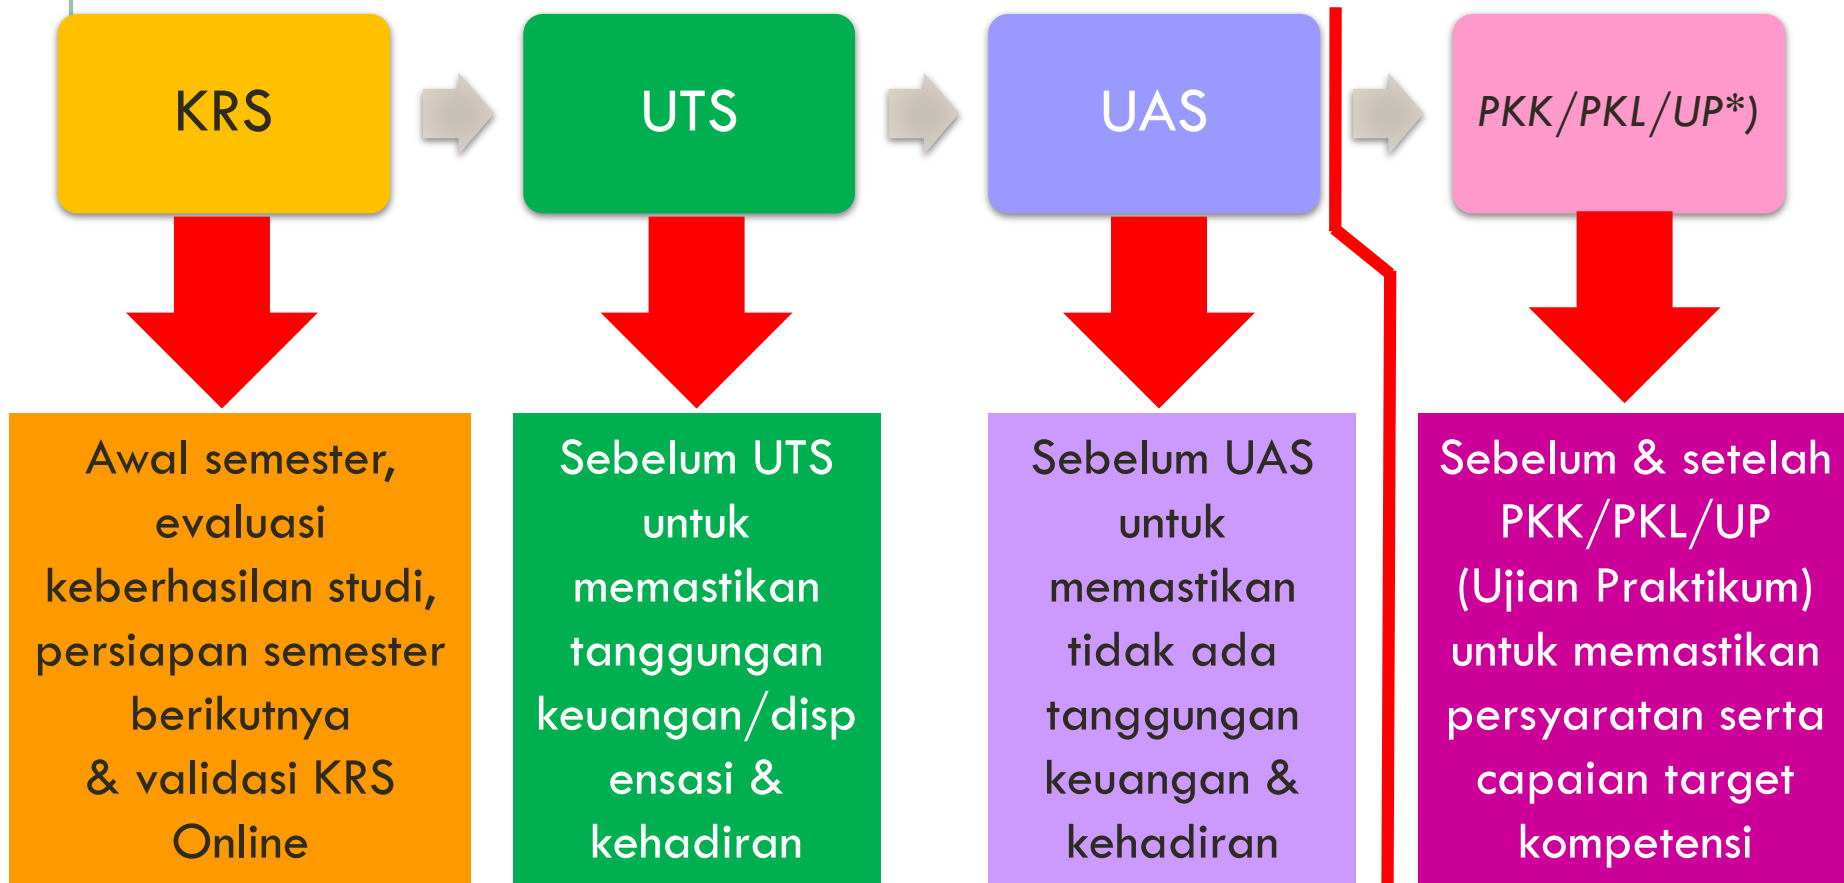 KRS
UTS
UAS
PKK/PKL/UP*)
Awal semester,
evaluasi
keberhasilan studi,
persiapan semester
berikutnya
& validasi KRS
Online
Sebelum UTS
untuk
memastikan
tanggungan
keuangan/disp
ensasi &
kehadiran
Sebelum UAS
untuk
memastikan
tidak ada
tanggungan
keuangan &
kehadiran
Sebelum & setelah
PKK/PKL/UP
(Ujian Praktikum)
untuk memastikan
persyaratan serta
capaian target
kompetensi